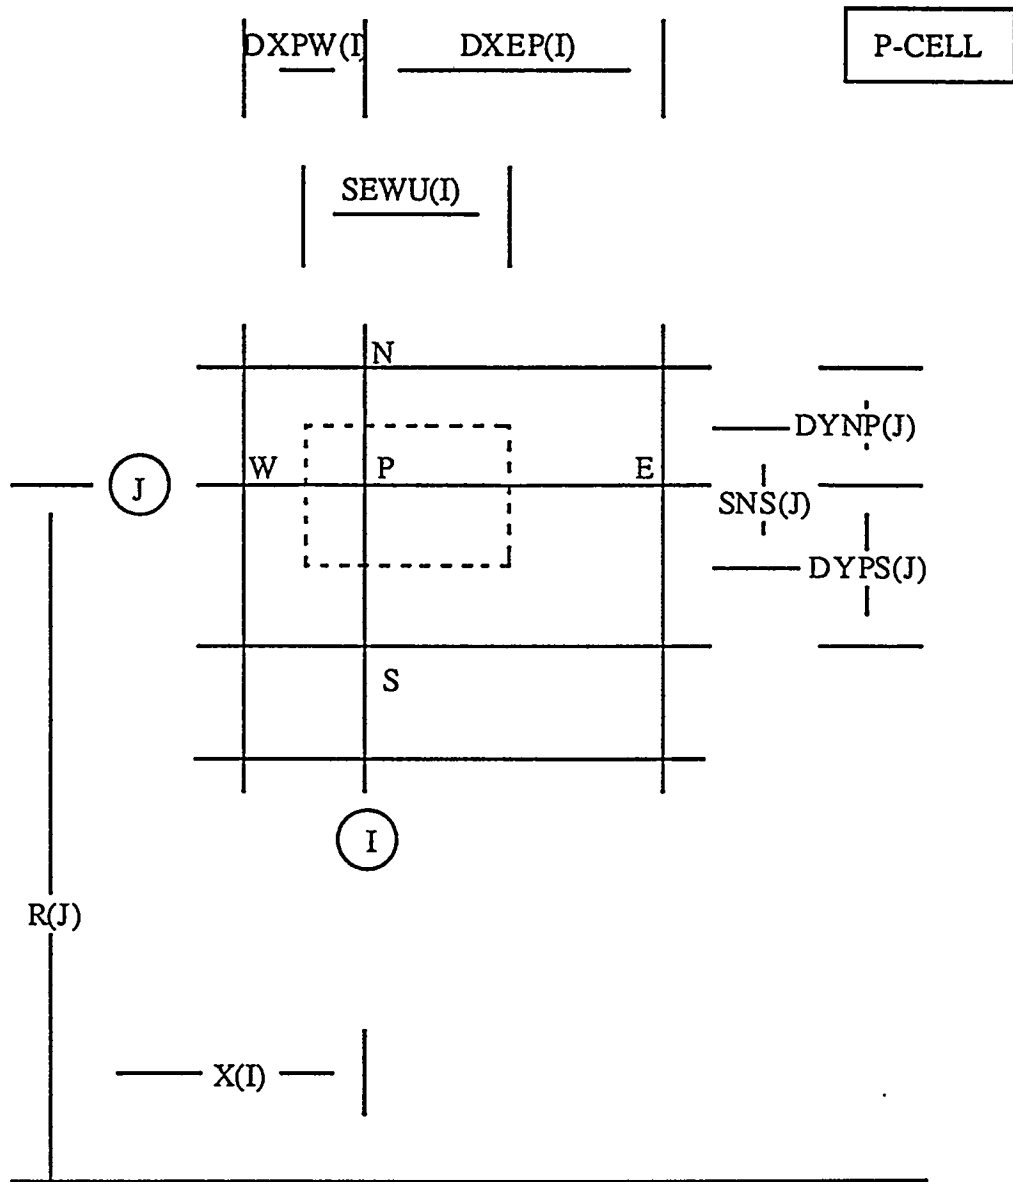 DXPW(I) DXEP(I) P-CELL
SEWU(I)
N
DYNP(J)
W P E
J
SNS(J)
DYPS(J)
S
I
R(J)
X(I)